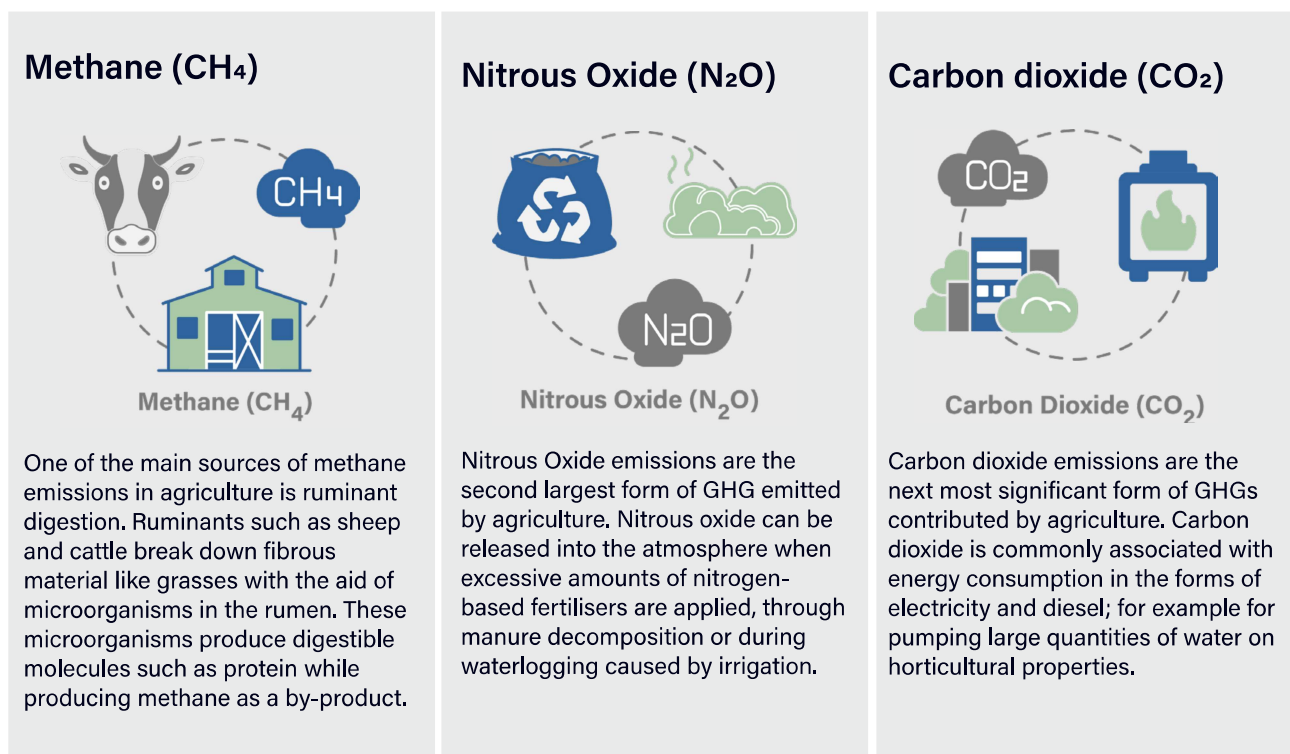 Methane (CH₄)
CH4
Methane (CH₄)
One of the main sources of methane
emissions in agriculture is ruminant
digestion. Ruminants such as sheep
and cattle break down fibrous
material like grasses with the aid of
microorganisms in the rumen. These
microorganisms produce digestible
molecules such as protein while
producing methane as a by-product.
Nitrous Oxide (N₂O)
N2O
Nitrous Oxide (N₂O)
Nitrous Oxide emissions are the
second largest form of GHG emitted
by agriculture. Nitrous oxide can be
released into the atmosphere when
excessive amounts of nitrogen-
based fertilisers are applied, through
manure decomposition or during
waterlogging caused by irrigation.
Carbon dioxide (CO₂)
CO2
Carbon Dioxide (CO₂)
Carbon dioxide emissions are the
next most significant form of GHGs
contributed by agriculture. Carbon
dioxide is commonly associated with
energy consumption in the forms of
electricity and diesel; for example for
pumping large quantities of water on
horticultural properties.